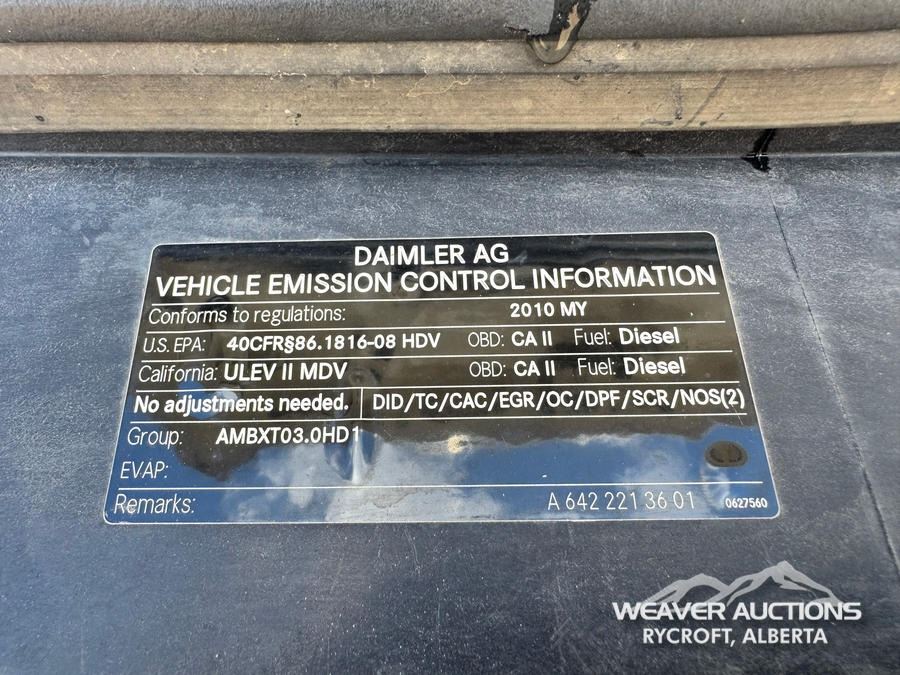 DAIMLER AG
VEHICLE EMISSION CONTROL INFORMATION
Conforms to regulations: 2010 MY
U.S. EPA: 40CFR§86.1816-08 HDV OBD: CA II Fuel: Diesel
California: ULEV II MDV OBD: CA II Fuel: Diesel
No adjustments needed. DID/TC/CAC/EGR/OC/DPF/SCR/NOS(2)
Group: AMBXT03.0HD1
EVAP:
Remarks: A 642 221 36 01 0627560
WEAVER AUCTIONS
RYCROFT, ALBERTA